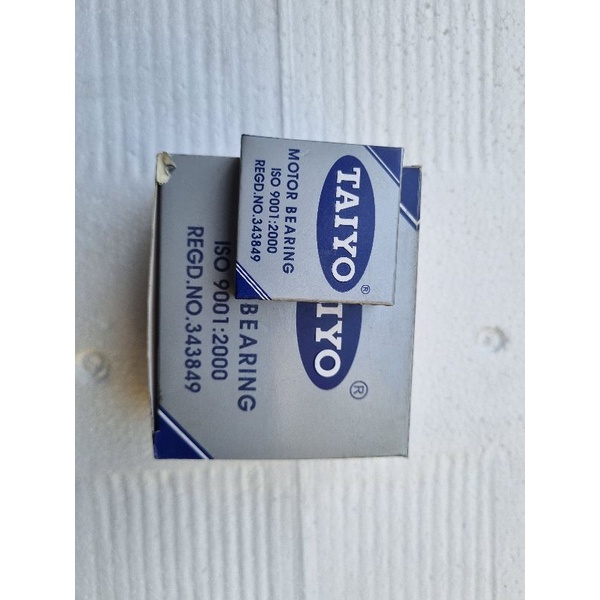 TAIYO ®
MOTOR BEARING
ISO 9001:2000
REGD.NO.343849
IYO ®
BEARING
ISO 9001:2000
REGD.NO.343849